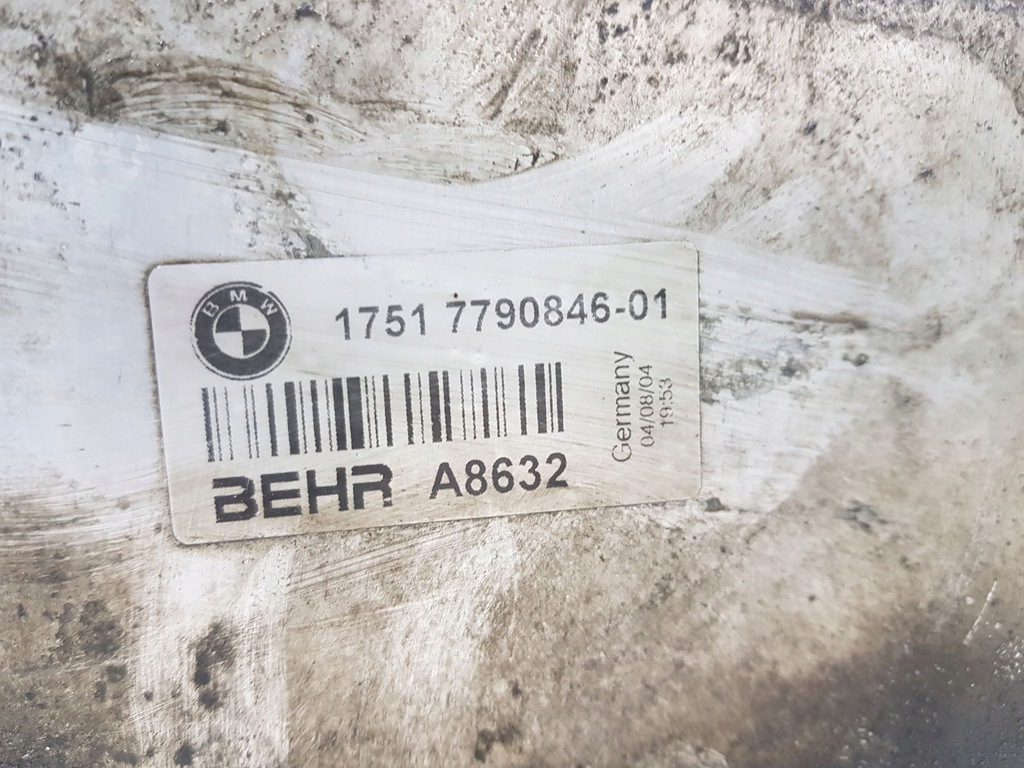 BMW
1751 7790846-01
BEHR A8632
Germany
04/08/04
19:53